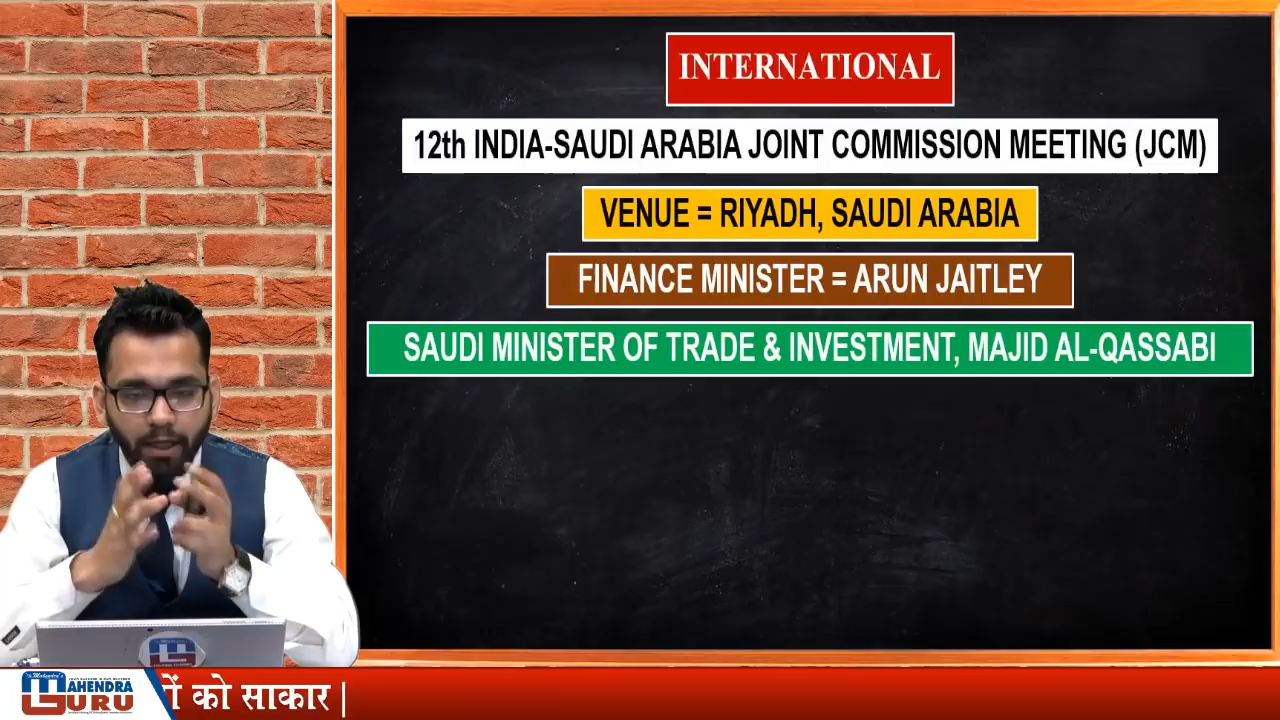 INTERNATIONAL
12th INDIA-SAUDI ARABIA JOINT COMMISSION MEETING (JCM)
VENUE = RIYADH, SAUDI ARABIA
FINANCE MINISTER = ARUN JAITLEY
SAUDI MINISTER OF TRADE & INVESTMENT, MAJID AL-QASSABI
Mahendra's
MAHENDRA
GURU
को साकार |